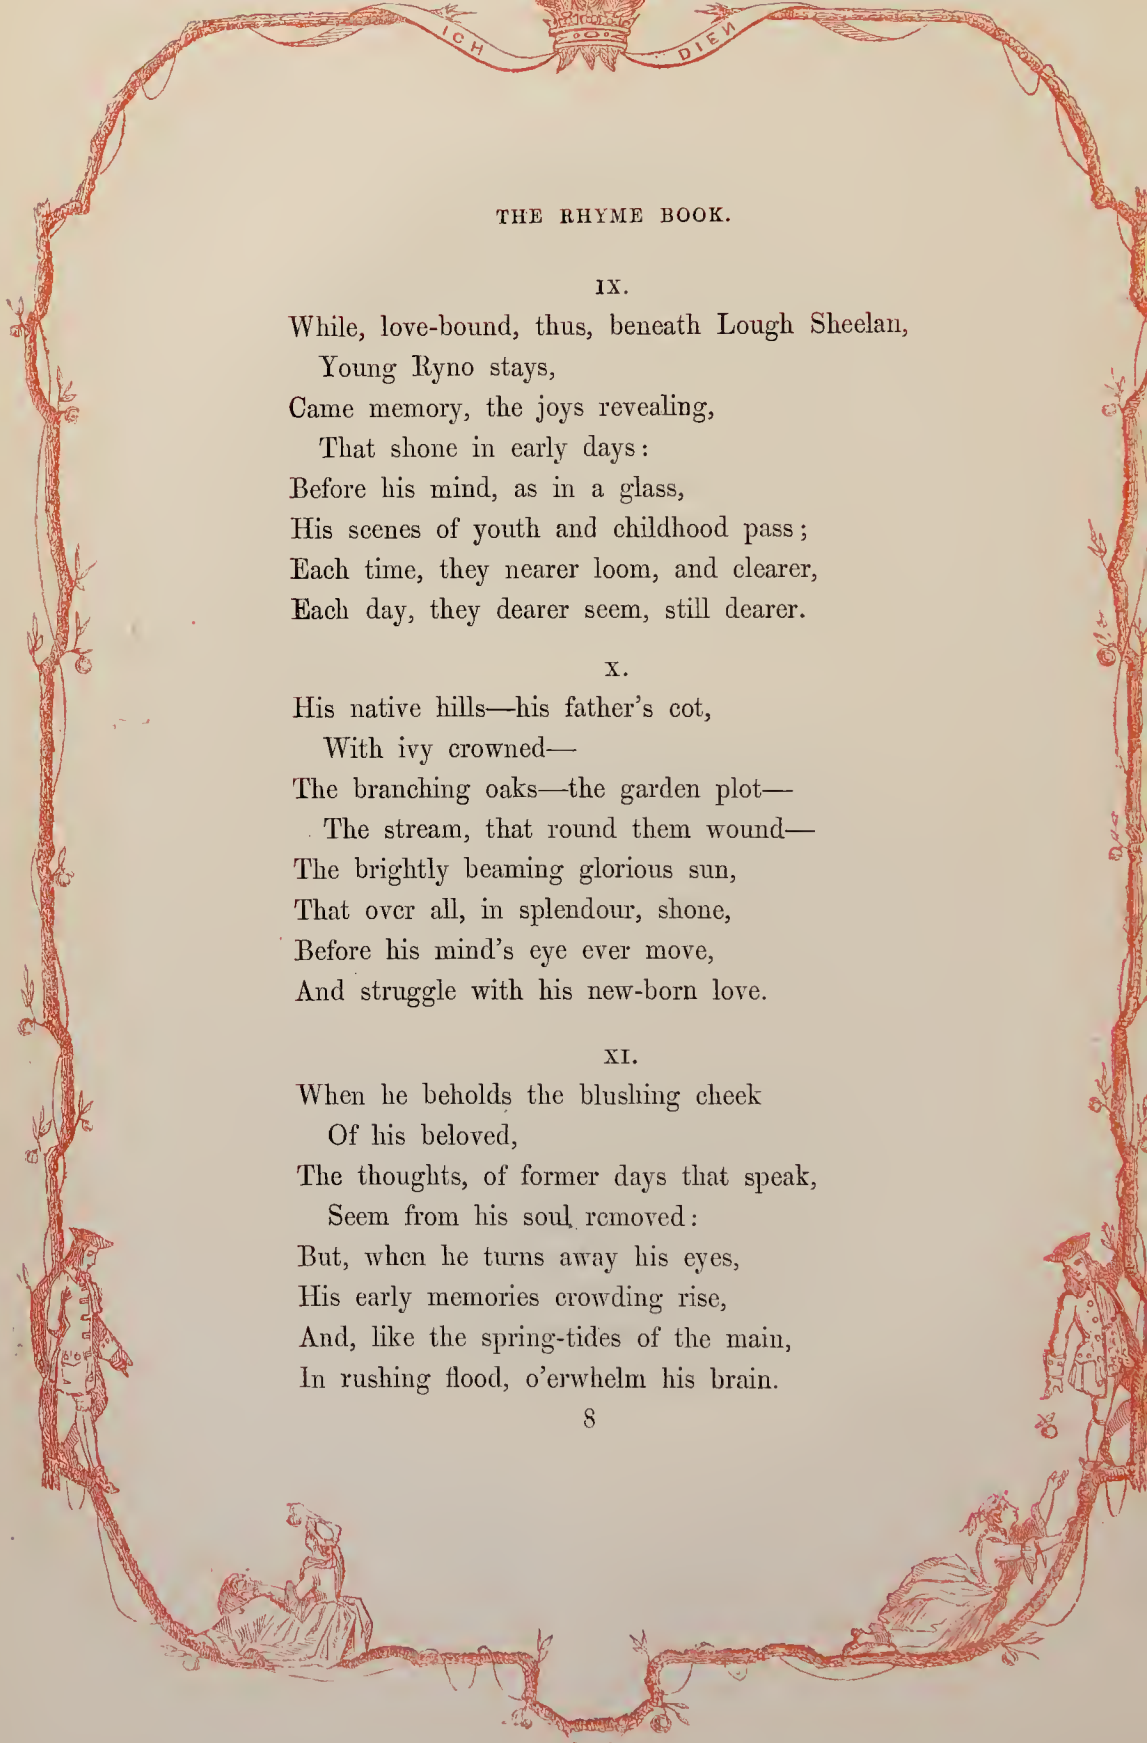 ICH DIEN
THE RHYME BOOK.
IX.
While, love-bound, thus, beneath Lough Sheelan,
Young Ryno stays,
Came memory, the joys revealing,
That shone in early days:
Before his mind, as in a glass,
His scenes of youth and childhood pass;
Each time, they nearer loom, and clearer,
Each day, they dearer seem, still dearer.
X.
His native hills—his father's cot,
With ivy crowned—
The branching oaks—the garden plot—
The stream, that round them wound—
The brightly beaming glorious sun,
That over all, in splendour, shone,
Before his mind's eye ever move,
And struggle with his new-born love.
XI.
When he beholds the blushing cheek
Of his beloved,
The thoughts, of former days that speak,
Seem from his soul removed:
But, when he turns away his eyes,
His early memories crowding rise,
And, like the spring-tides of the main,
In rushing flood, o'erwhelm his brain.
8